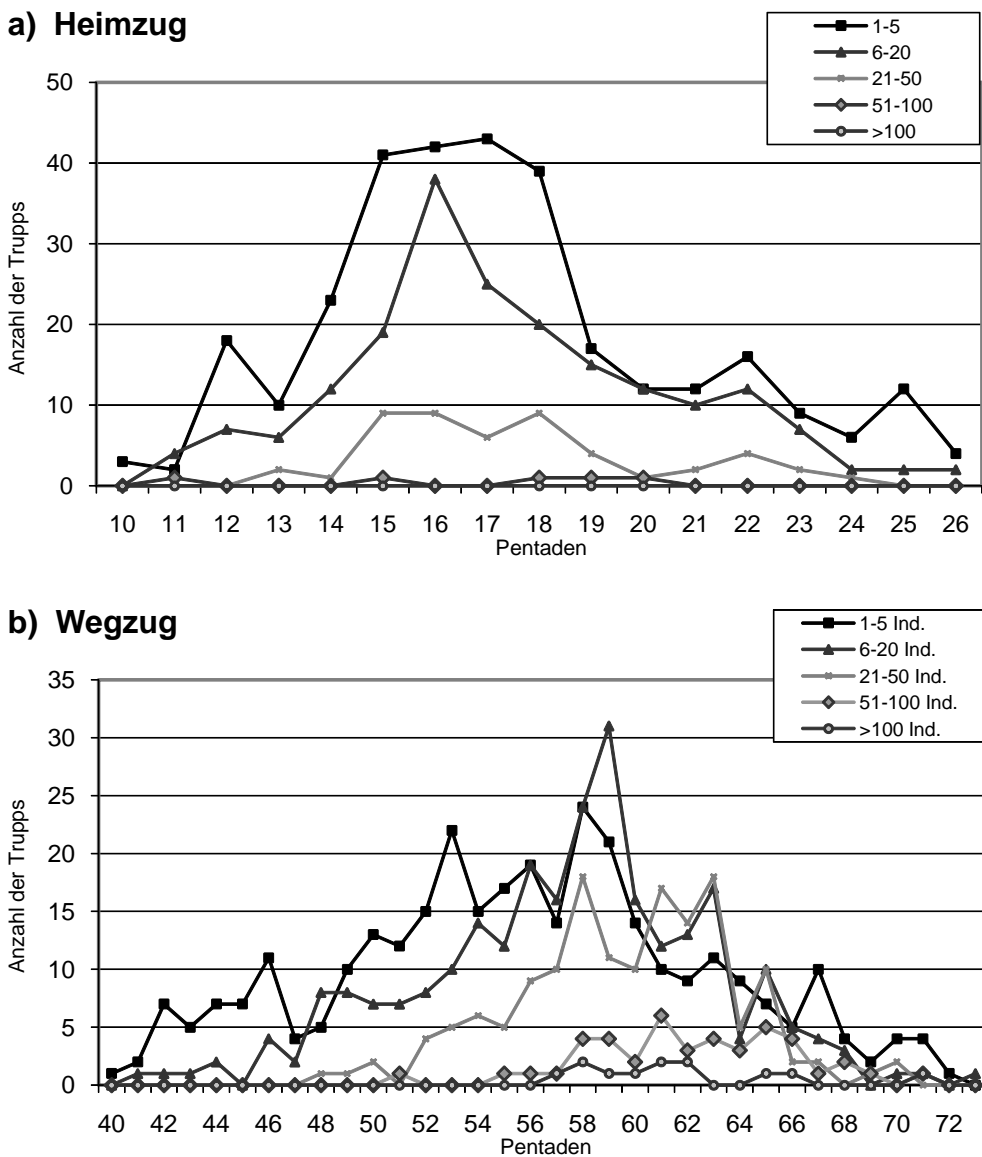 a) Heimzug
1-5
6-20
21-50
51-100
>100
50
40
30
20
10
0
Anzahl der Trupps
10 11 12 13 14 15 16 17 18 19 20 21 22 23 24 25 26
Pentaden
b) Wegzug
1-5 Ind.
6-20 Ind.
21-50 Ind.
51-100 Ind.
>100 Ind.
35
30
25
20
15
10
5
0
Anzahl der Trupps
40 42 44 46 48 50 52 54 56 58 60 62 64 66 68 70 72
Pentaden